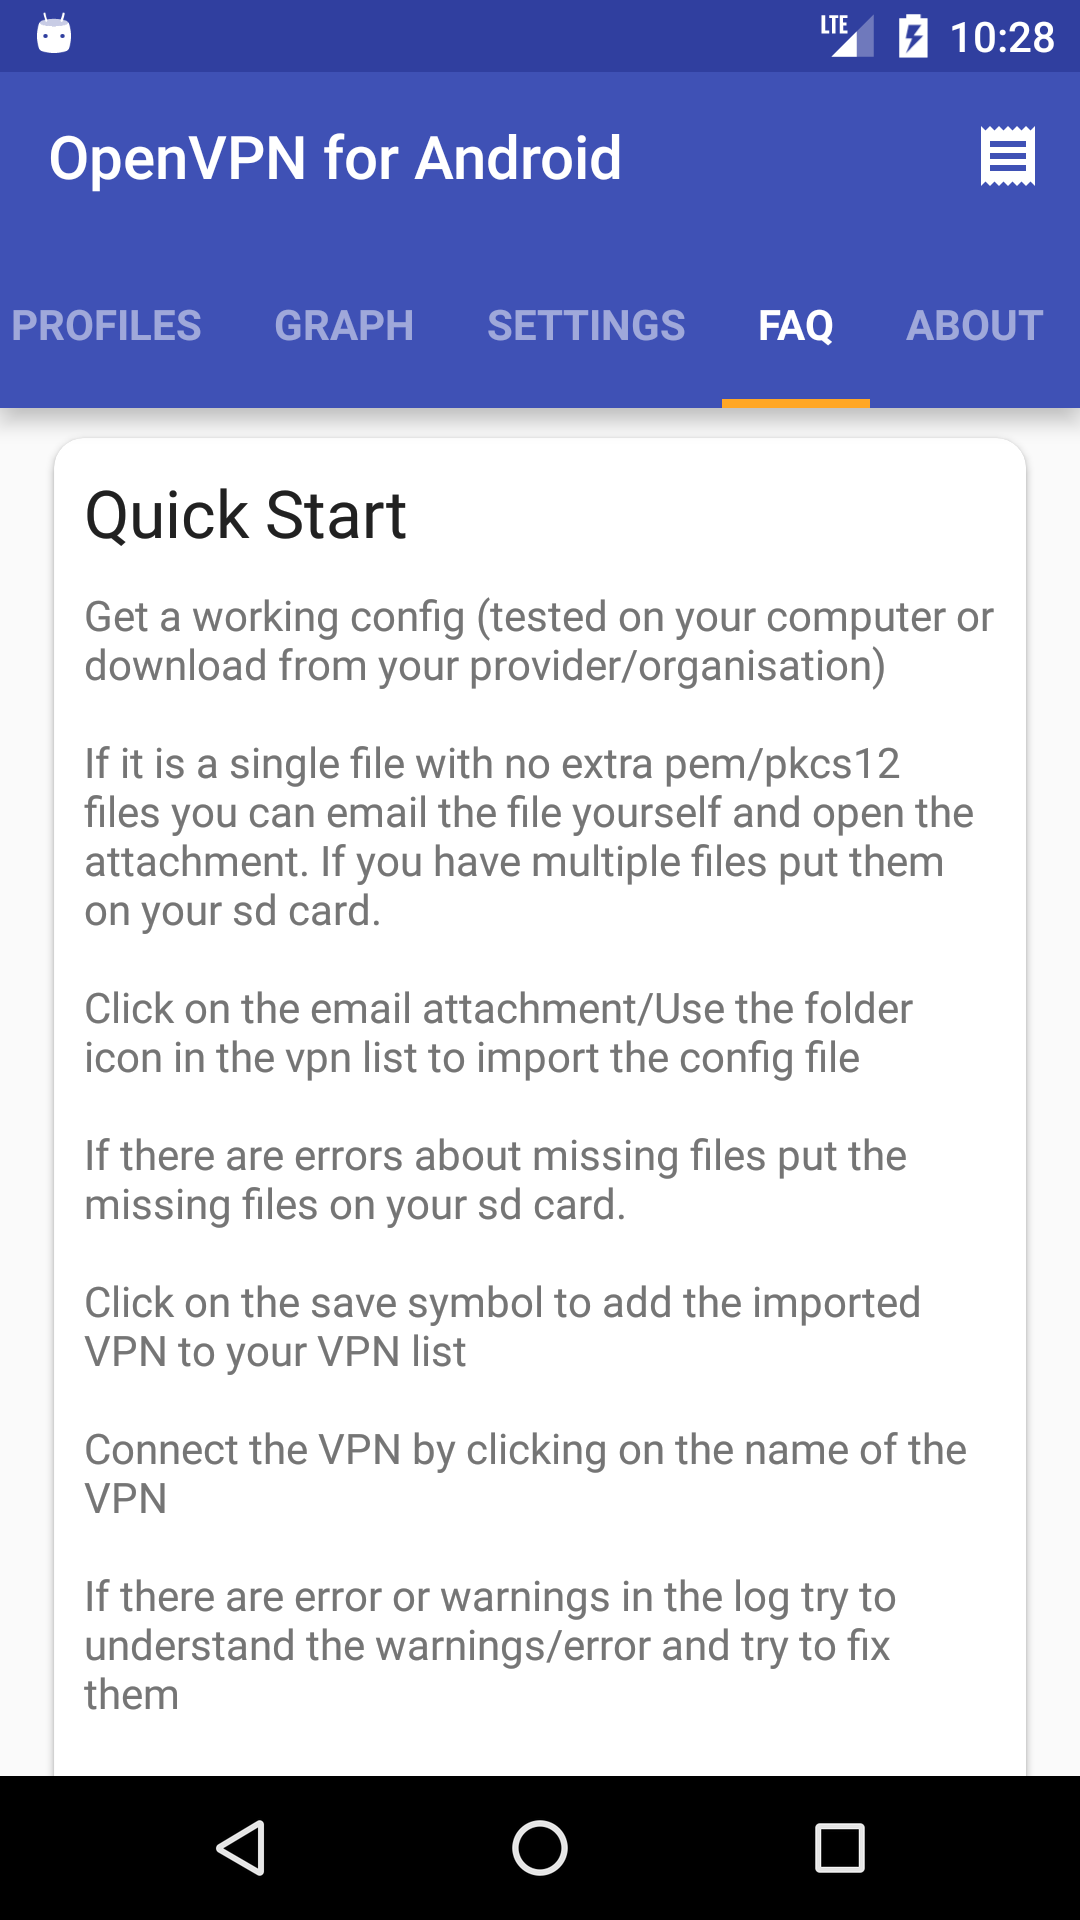 LTE 10:28
OpenVPN for Android
PROFILES GRAPH SETTINGS FAQ ABOUT
Quick Start
Get a working config (tested on your computer or
download from your provider/organisation)
If it is a single file with no extra pem/pkcs12
files you can email the file yourself and open the
attachment. If you have multiple files put them
on your sd card.
Click on the email attachment/Use the folder
icon in the vpn list to import the config file
If there are errors about missing files put the
missing files on your sd card.
Click on the save symbol to add the imported
VPN to your VPN list
Connect the VPN by clicking on the name of the
VPN
If there are error or warnings in the log try to
understand the warnings/error and try to fix
them